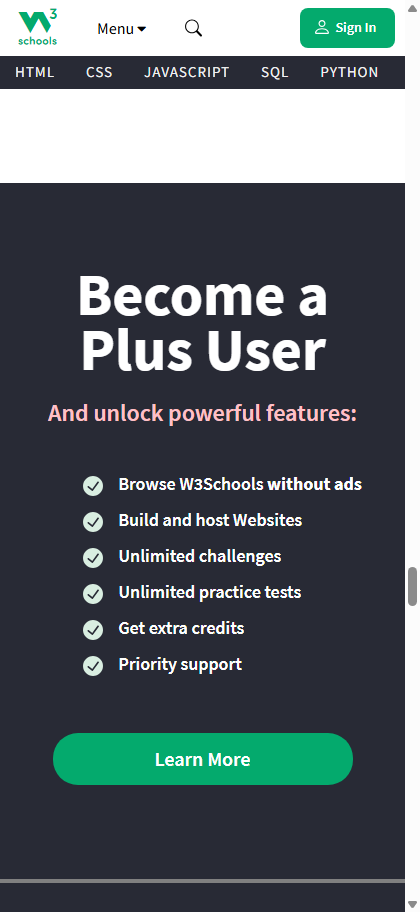 W3
schools
Menu
Sign In
HTML CSS JAVASCRIPT SQL PYTHON
Become a
Plus User
And unlock powerful features:
Browse W3Schools without ads
Build and host Websites
Unlimited challenges
Unlimited practice tests
Get extra credits
Priority support
Learn More